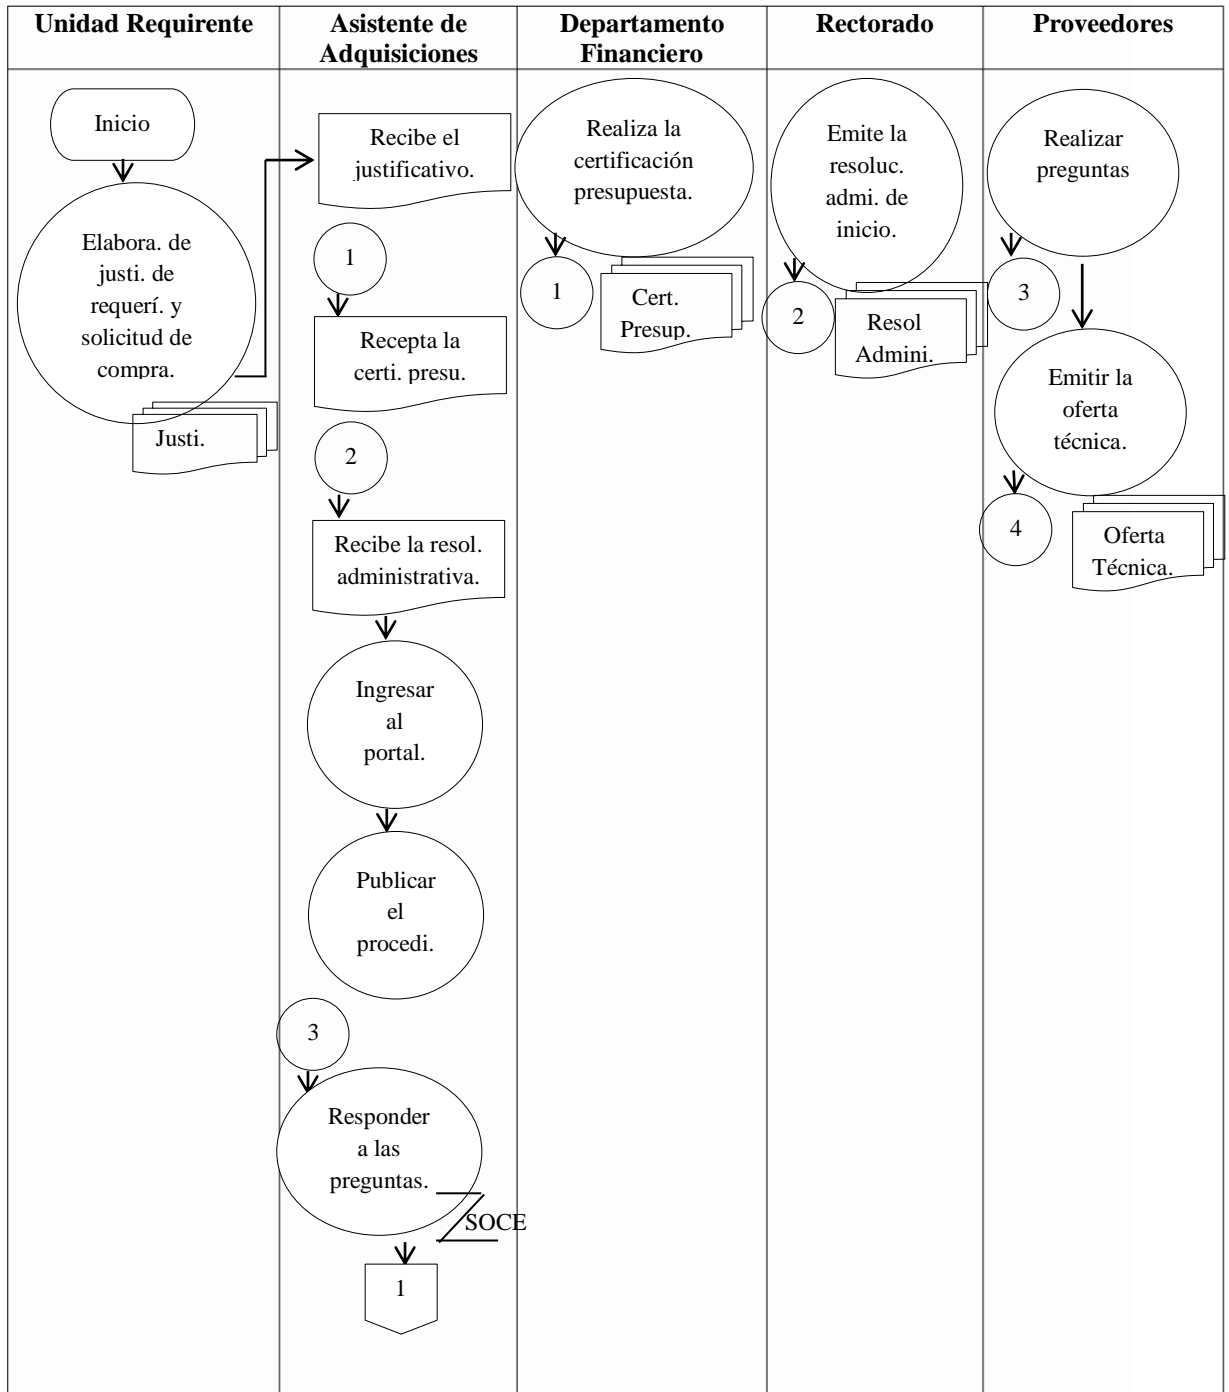 Unidad Requirente
Asistente de
Adquisiciones
Departamento
Financiero
Rectorado
Proveedores
Inicio
Elabora. de
justi. de
requerí. y
solicitud de
compra.
Justi.
Recibe el
justificativo.
1
Recepta la
certi. presu.
2
Recibe la resol.
administrativa.
Ingresar
al
portal.
Publicar
el
procedi.
3
Responder
a las
preguntas.
SOCE
1
Realiza la
certificación
presupuesta.
1
Cert.
Presup.
Emite la
resoluc.
admi. de
inicio.
2
Resol
Admini.
Realizar
preguntas
3
Emitir la
oferta
técnica.
4
Oferta
Técnica.